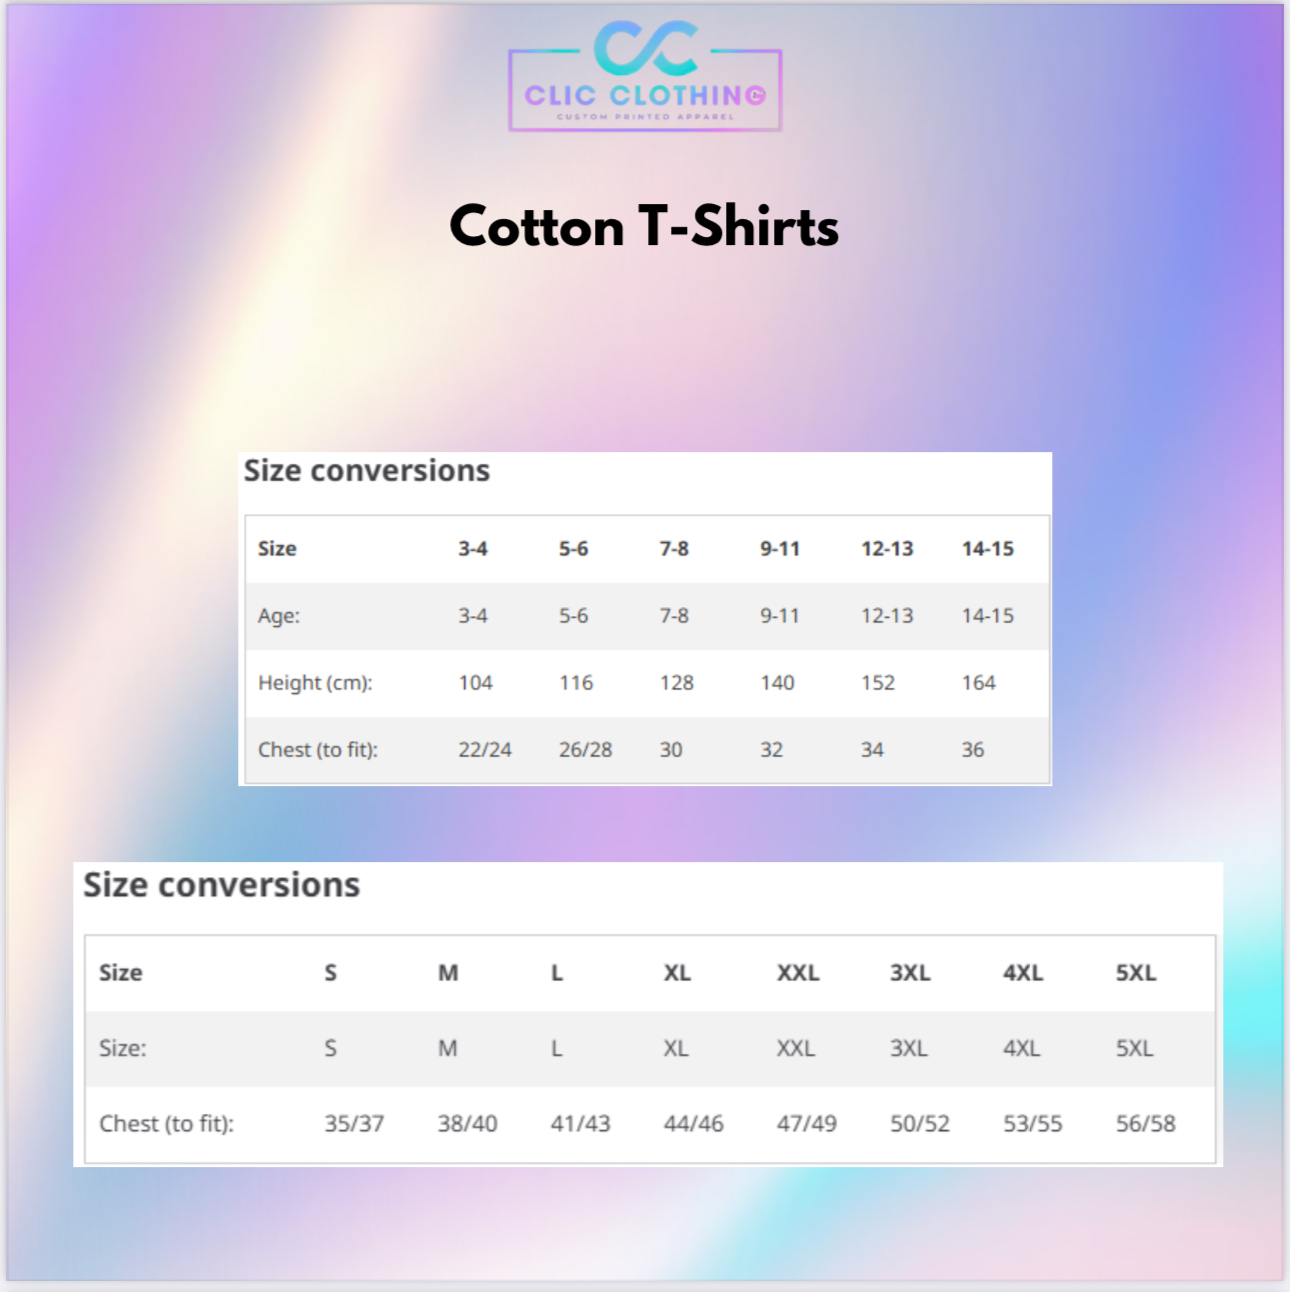 CLIC CLOTHING
CUSTOM PRINTED APPAREL
Cotton T-Shirts
Size conversions
Size 3-4 5-6 7-8 9-11 12-13 14-15
Age: 3-4 5-6 7-8 9-11 12-13 14-15
Height (cm): 104 116 128 140 152 164
Chest (to fit): 22/24 26/28 30 32 34 36
Size conversions
Size S M L XL XXL 3XL 4XL 5XL
Size: S M L XL XXL 3XL 4XL 5XL
Chest (to fit): 35/37 38/40 41/43 44/46 47/49 50/52 53/55 56/58